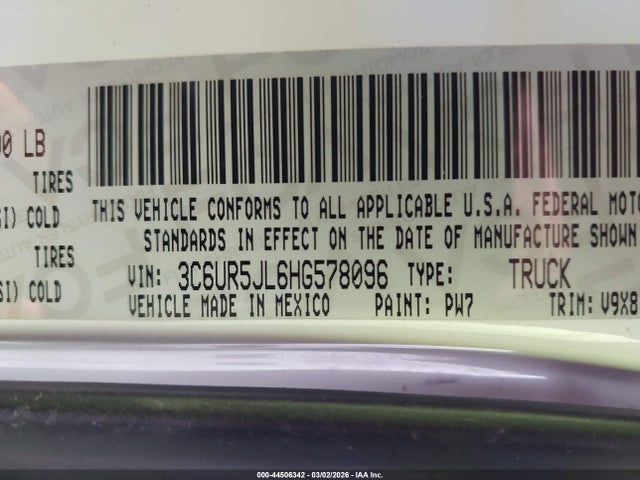 00 LB
TIRES
SI) COLD
TIRES
SI) COLD
THIS VEHICLE CONFORMS TO ALL APPLICABLE U.S.A. FEDERAL MOTO
STANDARDS IN EFFECT ON THE DATE OF MANUFACTURE SHOWN
VIN: 3C6UR5JL6HG578096 TYPE: TRUCK
VEHICLE MADE IN MEXICO PAINT: PW7 TRIM: V9X8
000-44506342 | 03/02/2026 - IAA Inc.